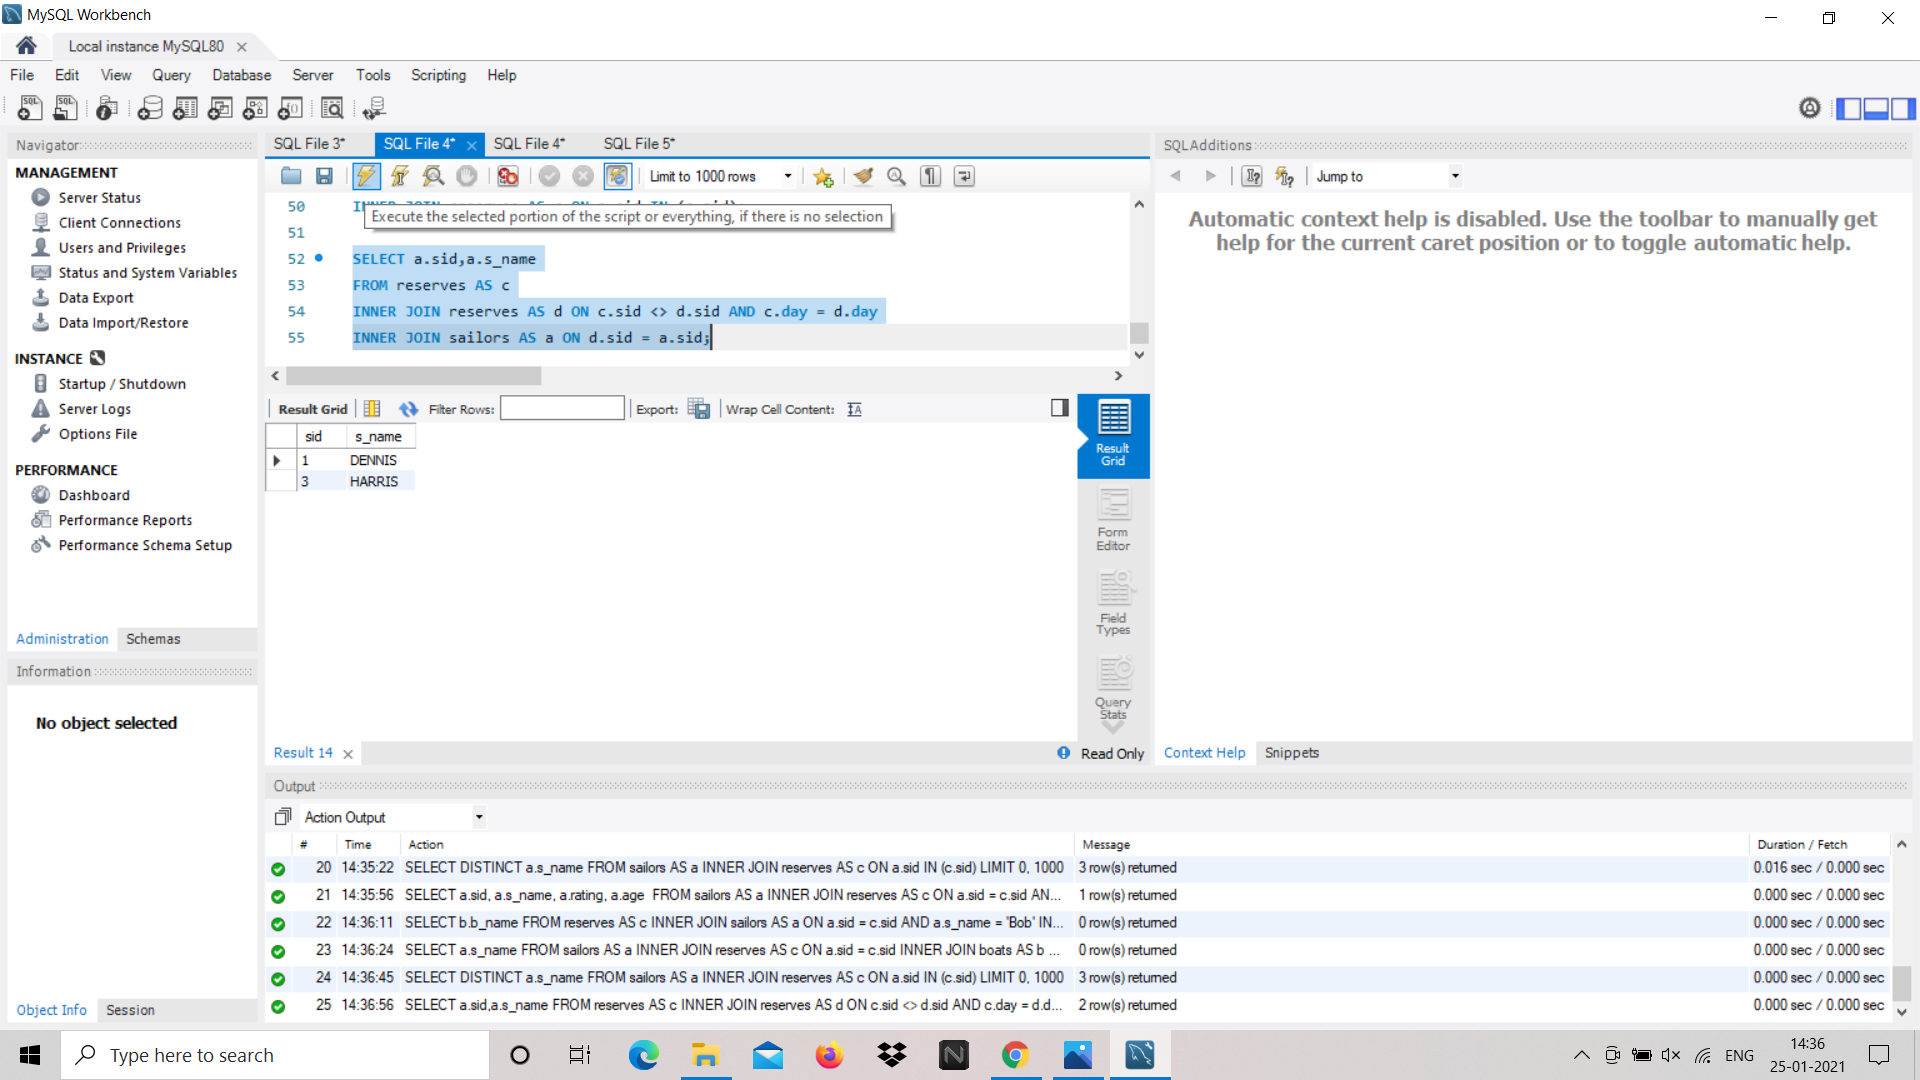 MySQL Workbench
Local instance MySQL80
File Edit View Query Database Server Tools Scripting Help
Navigator
MANAGEMENT
Server Status
Client Connections
Users and Privileges
Status and System Variables
Data Export
Data Import/Restore
INSTANCE
Startup / Shutdown
Server Logs
Options File
PERFORMANCE
Dashboard
Performance Reports
Performance Schema Setup
Administration Schemas
Information
No object selected
Object Info Session
SQL File 3* SQL File 4* SQL File 4* SQL File 5*
Limit to 1000 rows
50
Execute the selected portion of the script or everything, if there is no selection
51
52 SELECT a.sid,a.s_name
53 FROM reserves AS c
54 INNER JOIN reserves AS d ON c.sid <> d.sid AND c.day = d.day
55 INNER JOIN sailors AS a ON d.sid = a.sid;
Result Grid Filter Rows: Export: Wrap Cell Content:
sid s_name
1 DENNIS
3 HARRIS
Result Grid
Form Editor
Field Types
Query Stats
Result 14 Read Only
SQLAdditions
Jump to
Automatic context help is disabled. Use the toolbar to manually get
help for the current caret position or to toggle automatic help.
Context Help Snippets
Output
Action Output
# Time Action Message Duration / Fetch
20 14:35:22 SELECT DISTINCT a.s_name FROM sailors AS a INNER JOIN reserves AS c ON a.sid IN (c.sid) LIMIT 0, 1000 3 row(s) returned 0.016 sec / 0.000 sec
21 14:35:56 SELECT a.sid, a.s_name, a.rating, a.age FROM sailors AS a INNER JOIN reserves AS c ON a.sid = c.sid AN... 1 row(s) returned 0.000 sec / 0.000 sec
22 14:36:11 SELECT b.b_name FROM reserves AS c INNER JOIN sailors AS a ON a.sid = c.sid AND a.s_name = 'Bob' IN... 0 row(s) returned 0.000 sec / 0.000 sec
23 14:36:24 SELECT a.s_name FROM sailors AS a INNER JOIN reserves AS c ON a.sid = c.sid INNER JOIN boats AS b ... 0 row(s) returned 0.000 sec / 0.000 sec
24 14:36:45 SELECT DISTINCT a.s_name FROM sailors AS a INNER JOIN reserves AS c ON a.sid IN (c.sid) LIMIT 0, 1000 3 row(s) returned 0.000 sec / 0.000 sec
25 14:36:56 SELECT a.sid,a.s_name FROM reserves AS c INNER JOIN reserves AS d ON c.sid <> d.sid AND c.day = d.d... 2 row(s) returned 0.000 sec / 0.000 sec
Type here to search
ENG
14:36
25-01-2021